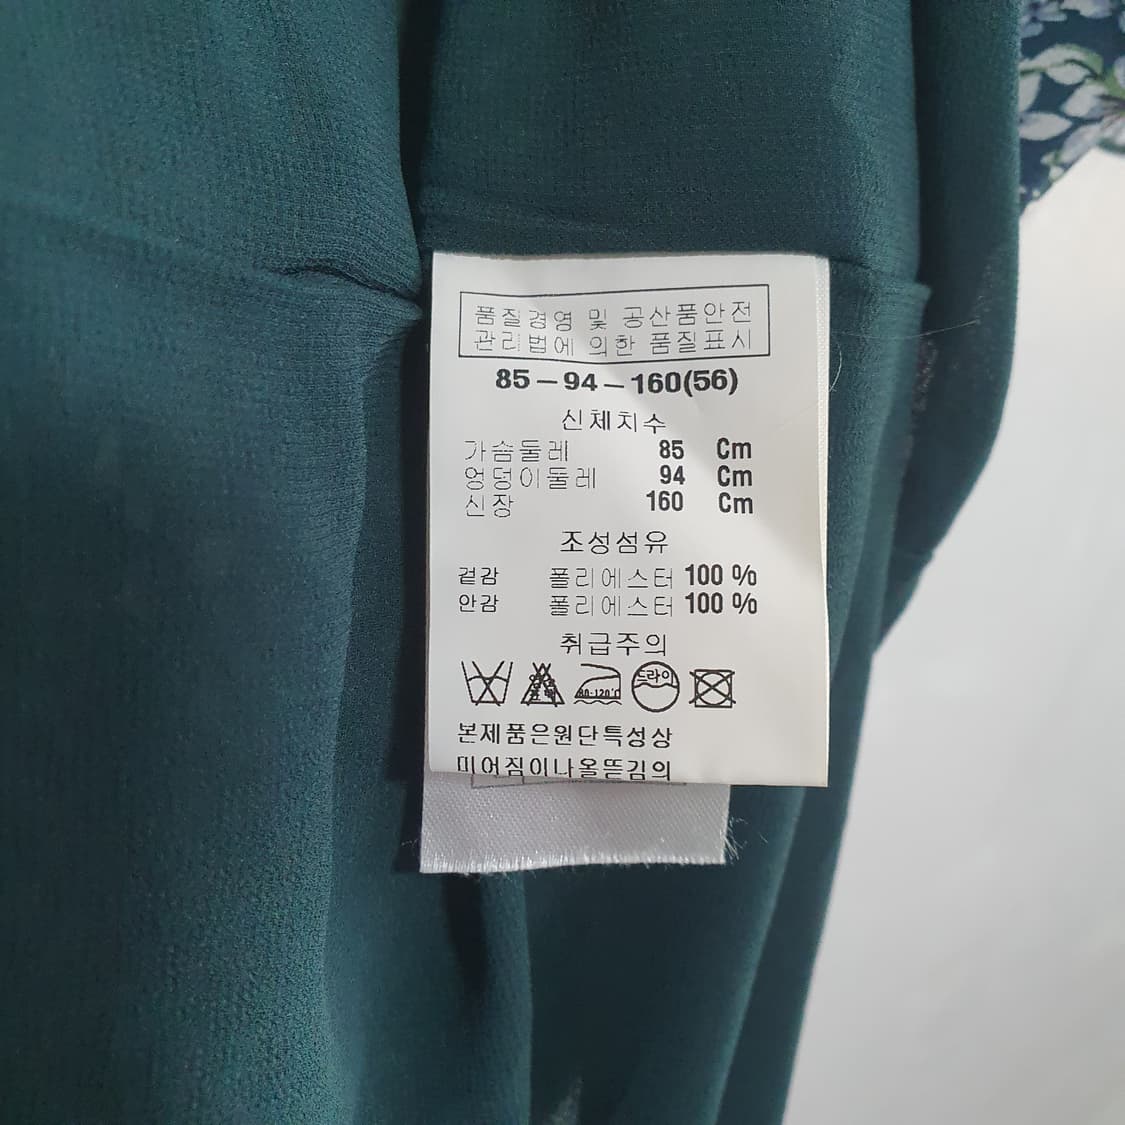 품질경영 및 공산품안전
관리법에 의한 품질표시
85-94-160(56)
신체치수
가슴둘레 85 Cm
엉덩이둘레 94 Cm
신장 160 Cm
조성섬유
겉감 폴리에스터 100 %
안감 폴리에스터 100 %
취급주의
80-120℃ 드라이
본제품은원단특성상
미어짐이나올뜯김의